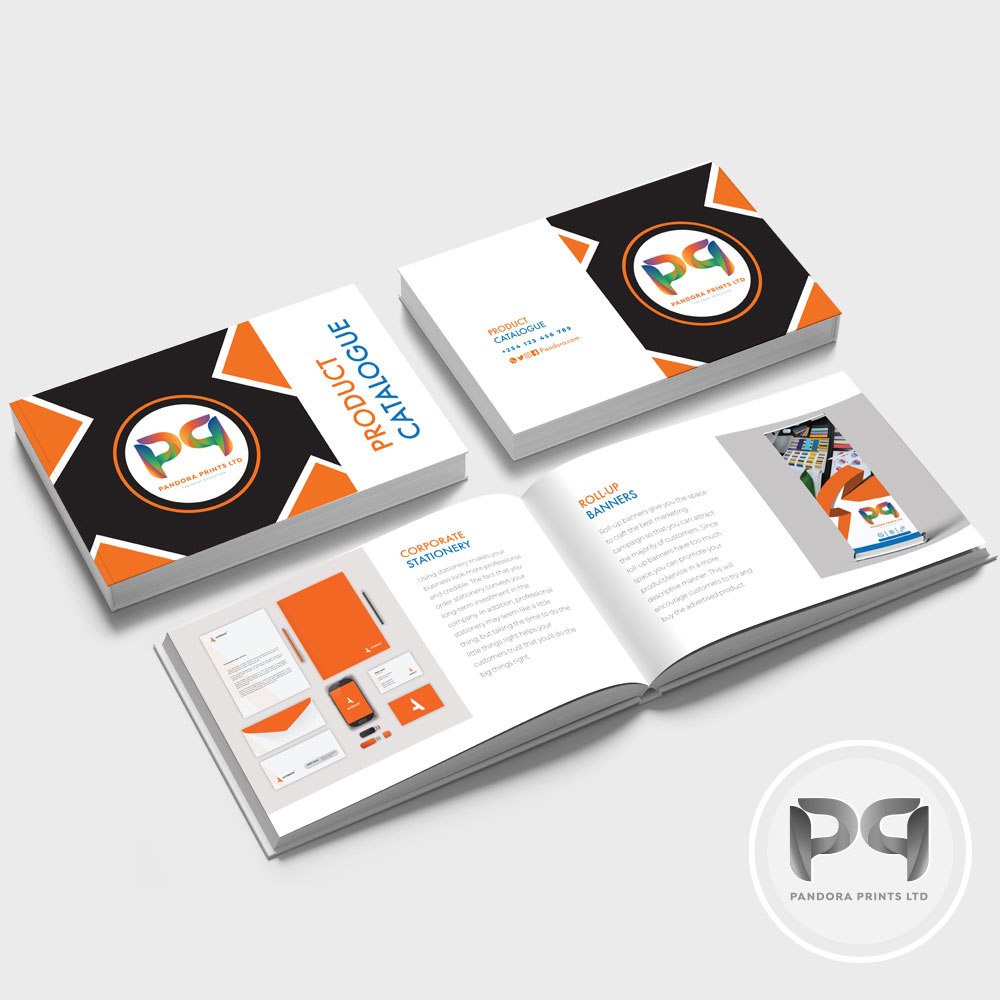 PRODUCT
CATALOGUE
PANDORA PRINTS LTD
PRODUCT
CATALOGUE
+254 123 456 789
Pandora.com
PANDORA PRINTS LTD
CORPORATE
STATIONERY
Using stationery makes your
business look more professional
and credible. The fact that you
order stationery conveys your
long-term investment in the
company. In addition, professional
stationery may seem like a little
thing, but taking the time to do the
little things right helps your
customers trust that you'll do the
big things right.
ROLL-UP
BANNERS
Roll-up banners give you the space
to craft the best marketing
campaign so that you can attract
the majority of customers. Since
roll-up banners have too much
space, you can promote your
product/service in a more
descriptive manner. This will
encourage customers to try and
buy the advertised product.
PANDORA PRINTS LTD